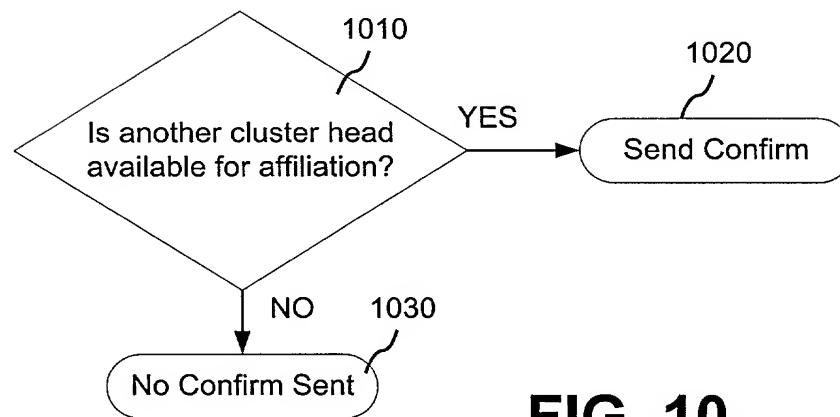 1010
1020
YES
Is another cluster head
available for affiliation?
Send Confirm
NO
1030
No Confirm Sent
FIG. 10